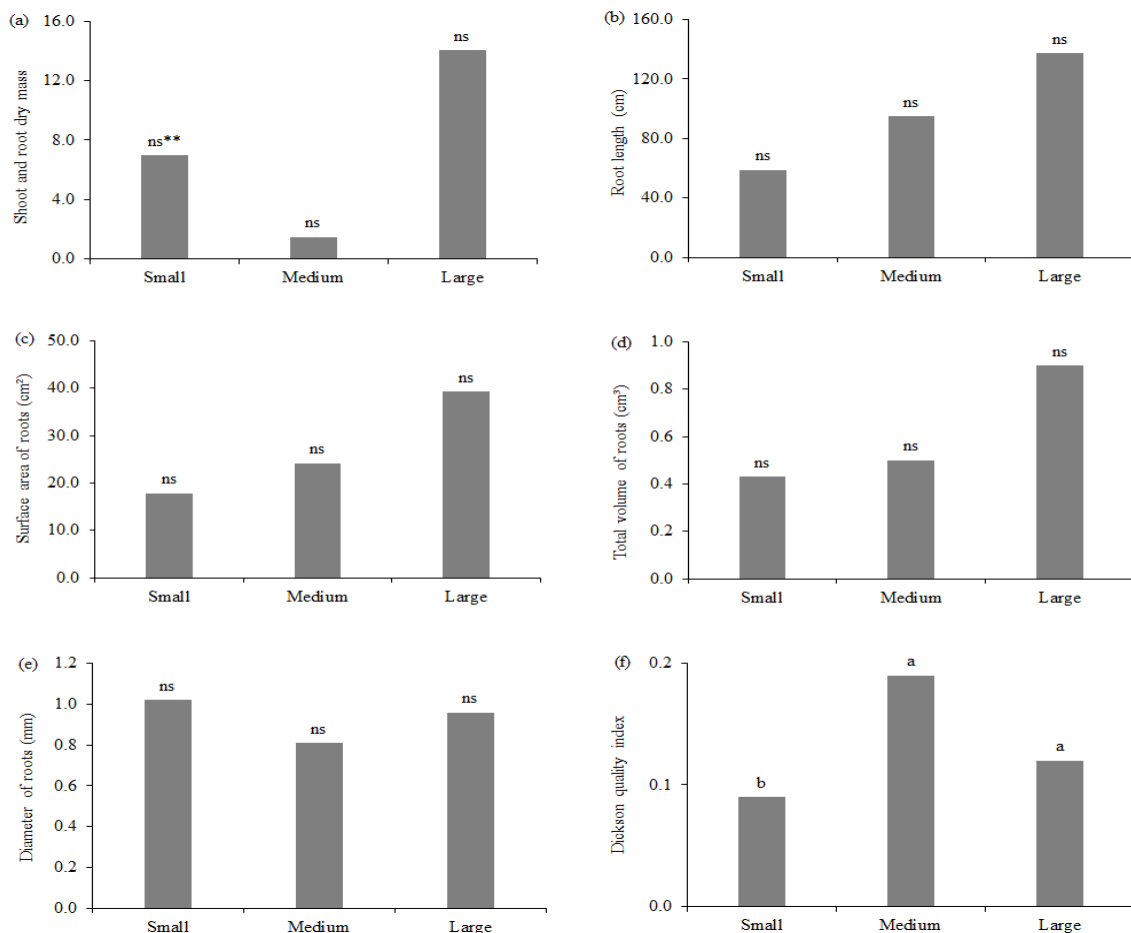 (a)
Shoot and root dry mass
16.0
12.0
8.0
4.0
0.0
ns**
ns
ns
Small Medium Large
(b)
Root length (cm)
160.0
120.0
80.0
40.0
0.0
ns
ns
ns
Small Medium Large
(c)
Surface area of roots (cm²)
50.0
40.0
30.0
20.0
10.0
0.0
ns
ns
ns
Small Medium Large
(d)
Total volume of roots (cm³)
1.0
0.8
0.6
0.4
0.2
0.0
ns
ns
ns
Small Medium Large
(e)
Diameter of roots (mm)
1.2
1.0
0.8
0.6
0.4
0.2
0.0
ns
ns
ns
Small Medium Large
(f)
Dickson quality index
0.2
0.1
0.0
b
a
a
Small Medium Large